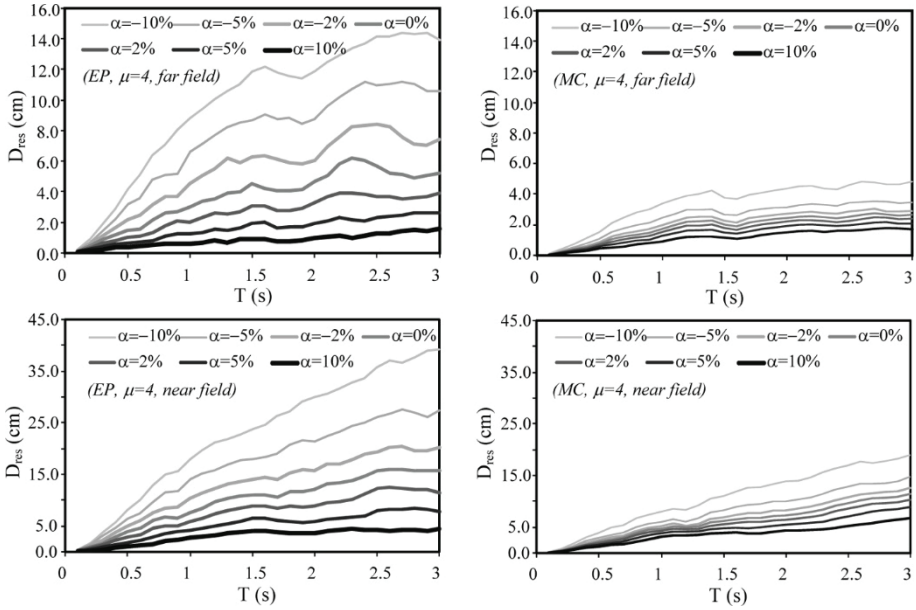 16.0
14.0
12.0
10.0
8.0
6.0
4.0
2.0
0.0
D_res (cm)
α=−10% α=−5% α=−2% α=0%
α=2% α=5% α=10%
(EP, μ=4, far field)
0 0.5 1 1.5 2 2.5 3
T (s)
16.0
14.0
12.0
10.0
8.0
6.0
4.0
2.0
0.0
D_res (cm)
α=−10% α=−5% α=−2% α=0%
α=2% α=5% α=10%
(MC, μ=4, far field)
0 0.5 1 1.5 2 2.5 3
T (s)
45.0
35.0
25.0
15.0
5.0
0.0
D_res (cm)
α=−10% α=−5% α=−2% α=0%
α=2% α=5% α=10%
(EP, μ=4, near field)
0 0.5 1 1.5 2 2.5 3
T (s)
45.0
35.0
25.0
15.0
5.0
0.0
D_res (cm)
α=−10% α=−5% α=−2% α=0%
α=2% α=5% α=10%
(MC, μ=4, near field)
0.5 1 1.5 2 2.5 3
T (s)